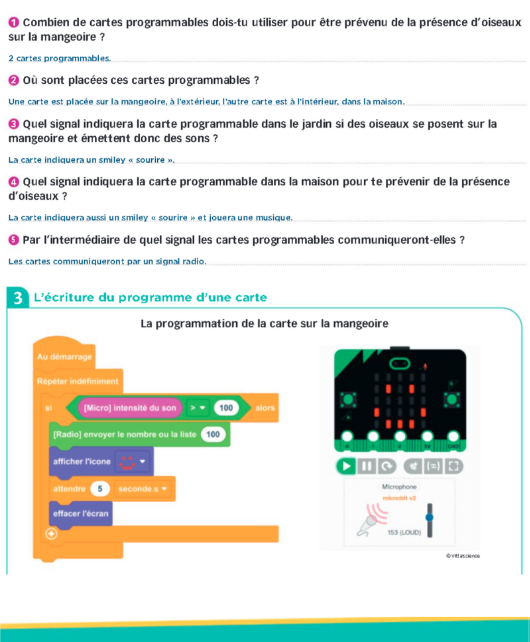 1 Combien de cartes programmables dois-tu utiliser pour être prévenu de la présence d'oiseaux
sur la mangeoire ?
2 cartes programmables.
2 Où sont placées ces cartes programmables ?
Une carte est placée sur la mangeoire, à l'extérieur, l'autre carte est à l'intérieur, dans la maison.
3 Quel signal indiquera la carte programmable dans le jardin si des oiseaux se posent sur la
mangeoire et émettent donc des sons ?
La carte indiquera un smiley « sourire ».
4 Quel signal indiquera la carte programmable dans la maison pour te prévenir de la présence
d'oiseaux ?
La carte indiquera aussi un smiley « sourire » et jouera une musique.
5 Par l'intermédiaire de quel signal les cartes programmables communiqueront-elles ?
Les cartes communiqueront par un signal radio.
3 L'écriture du programme d'une carte
La programmation de la carte sur la mangeoire
Au démarrage
Répéter indéfiniment
si [Micro] intensité du son > 100 alors
[Radio] envoyer le nombre ou la liste 100
afficher l'icone
attendre 5 seconde.s
effacer l'écran
Microphone
micro:bit v2
153 (LOUD)
© vittascience